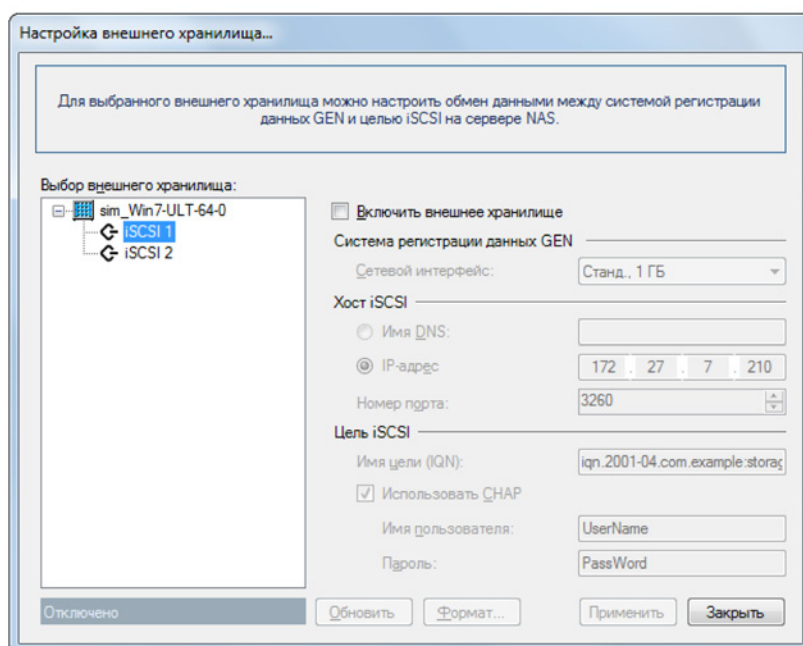 Настройка внешнего хранилища...
Для выбранного внешнего хранилища можно настроить обмен данными между системой регистрации
данных GEN и целью iSCSI на сервере NAS.
Выбор внешнего хранилища:
sim_Win7-ULT-64-0
iSCSI 1
iSCSI 2
Включить внешнее хранилище
Система регистрации данных GEN
Сетевой интерфейс: Станд., 1 ГБ
Хост iSCSI
Имя DNS:
IP-адрес 172 . 27 . 7 . 210
Номер порта: 3260
Цель iSCSI
Имя цели (IQN): iqn.2001-04.com.example:storag
Использовать CHAP
Имя пользователя: UserName
Пароль: PassWord
Отключено Обновить Формат... Применить Закрыть